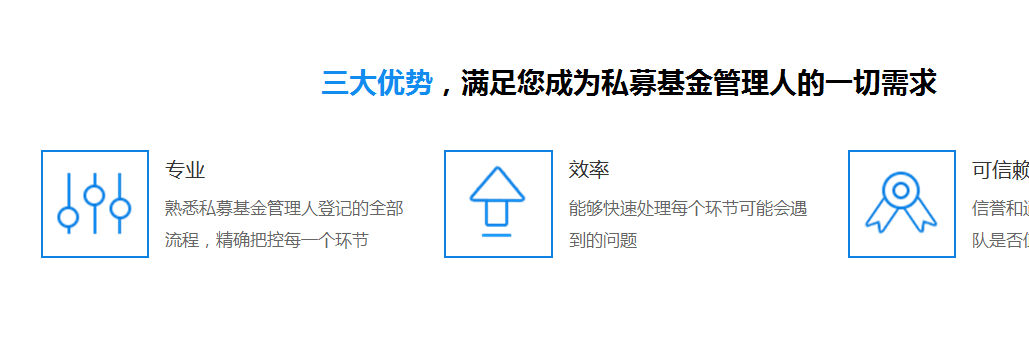 三大优势，满足您成为私募基金管理人的一切需求
专业
熟悉私募基金管理人登记的全部
流程，精确把控每一个环节
效率
能够快速处理每个环节可能会遇
到的问题
可信赖
信誉和
队是否